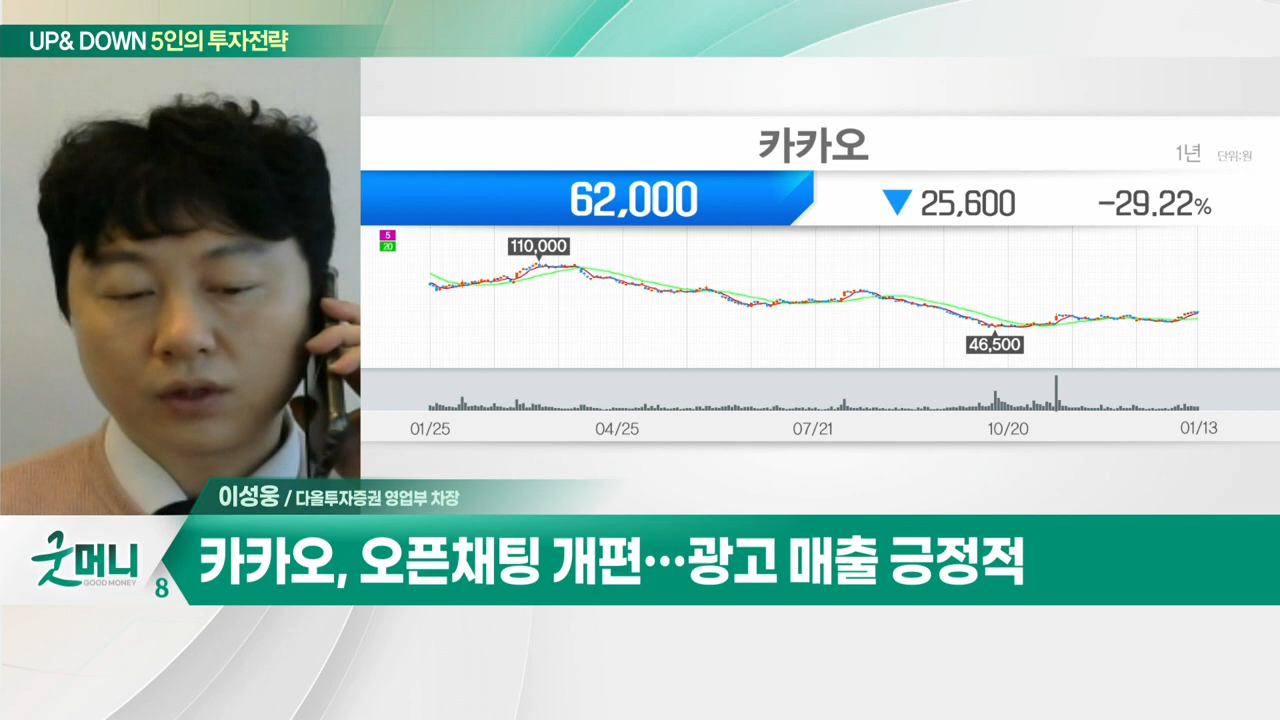 UP& DOWN 5인의 투자전략
카카오
1년 단위:원
62,000 ▼ 25,600 -29.22%
5
20
110,000
46,500
01/25 04/25 07/21 10/20 01/13
이성웅 / 다올투자증권 영업부 차장
굿머니
GOOD MONEY
8
카카오, 오픈채팅 개편…광고 매출 긍정적